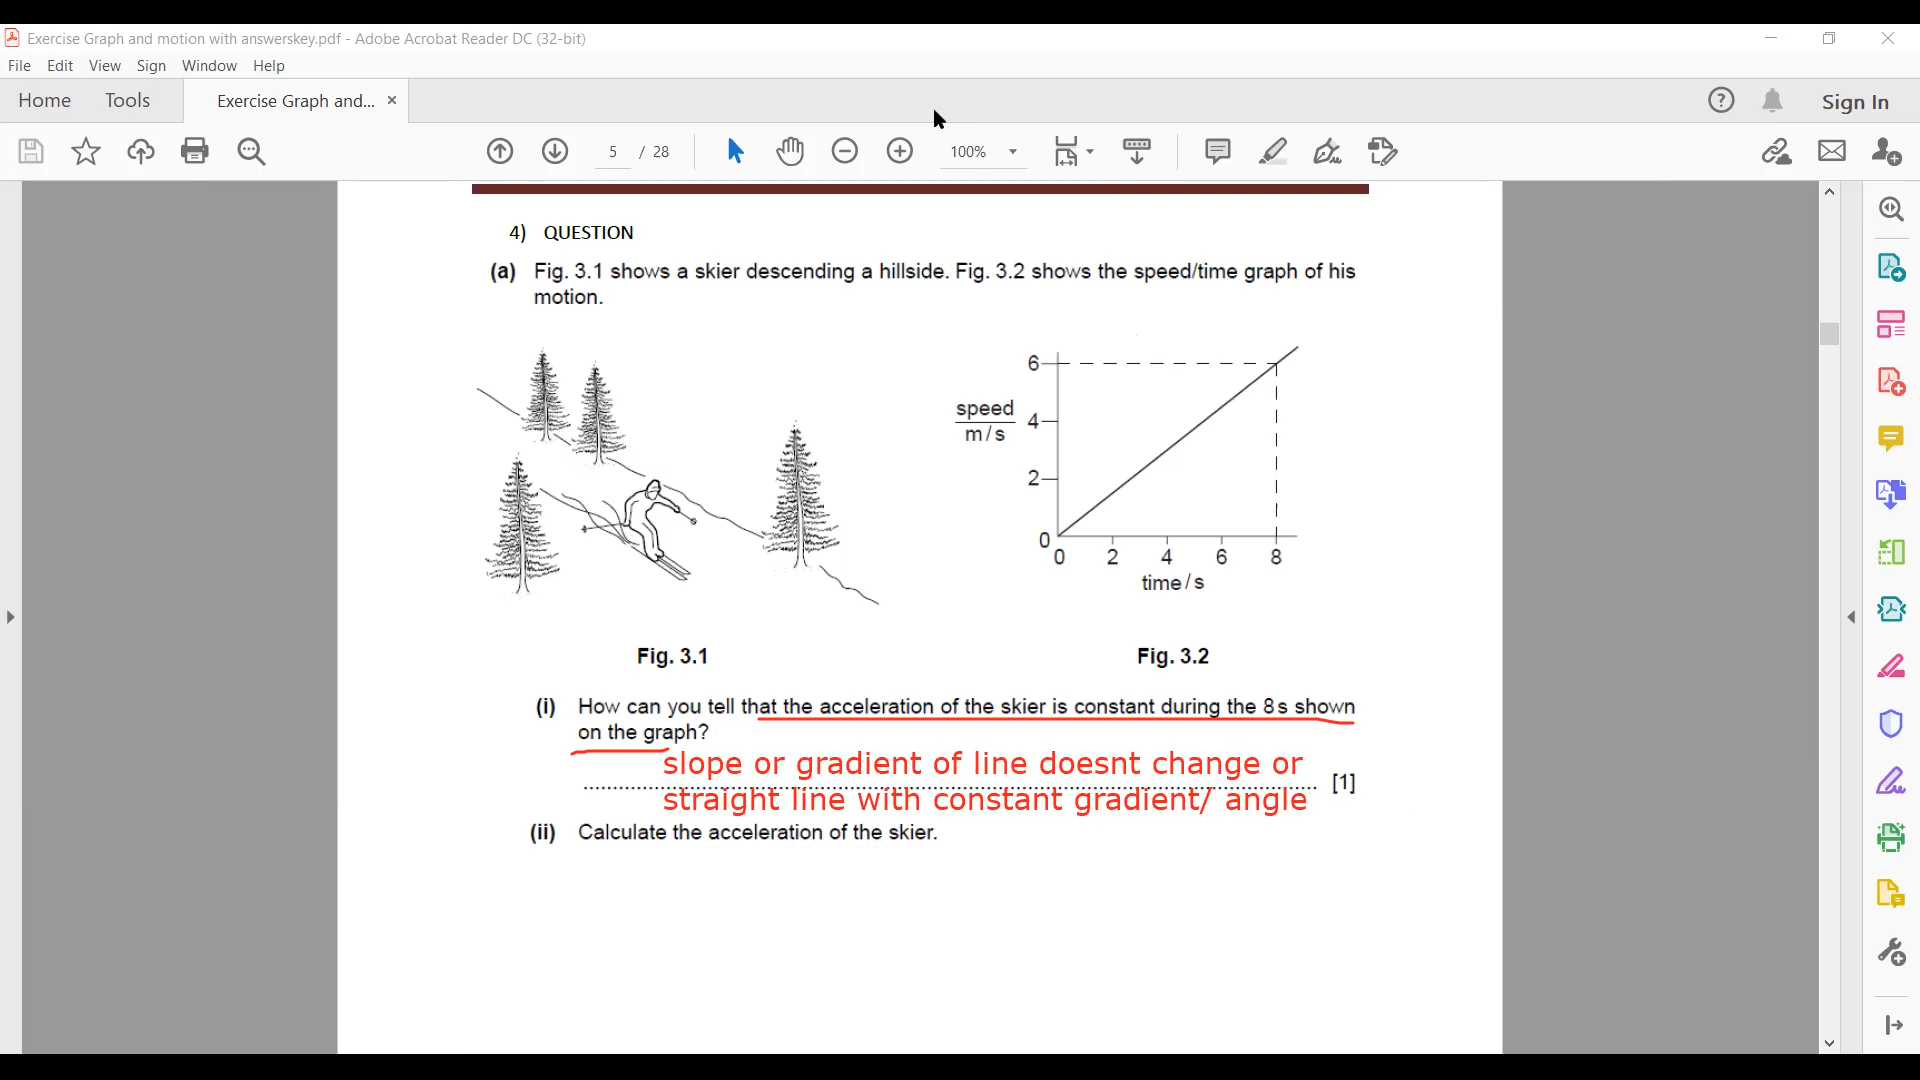 Exercise Graph and motion with answerskey.pdf - Adobe Acrobat Reader DC (32-bit)
File Edit View Sign Window Help
Home Tools Exercise Graph and... × Sign In
5 / 28 100%
4) QUESTION
(a) Fig. 3.1 shows a skier descending a hillside. Fig. 3.2 shows the speed/time graph of his
motion.
6
speed
m/s
4
2
0
0 2 4 6 8
time/s
Fig. 3.1 Fig. 3.2
(i) How can you tell that the acceleration of the skier is constant during the 8s shown
on the graph?
slope or gradient of line doesnt change or
.......................................................................................................... [1]
straight line with constant gradient/ angle
(ii) Calculate the acceleration of the skier.